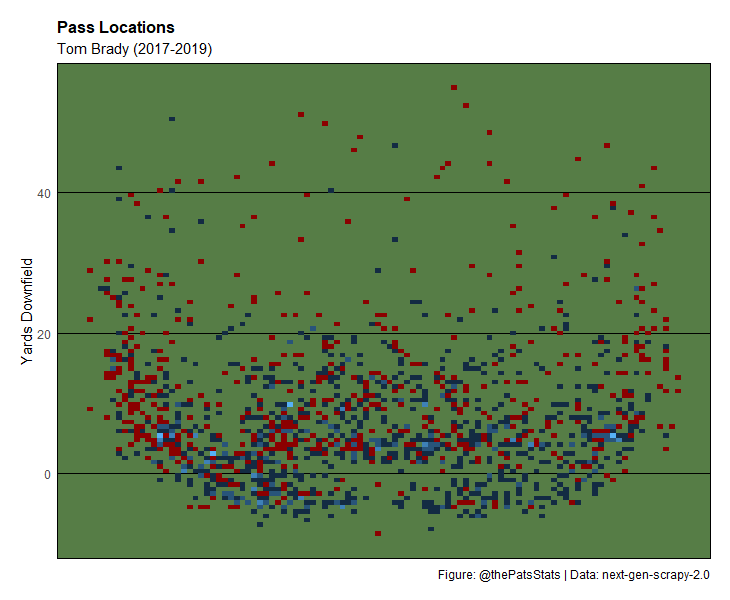 Pass Locations
Tom Brady (2017-2019)
Yards Downfield
40
20
0
Figure: @thePatsStats | Data: next-gen-scrapy-2.0